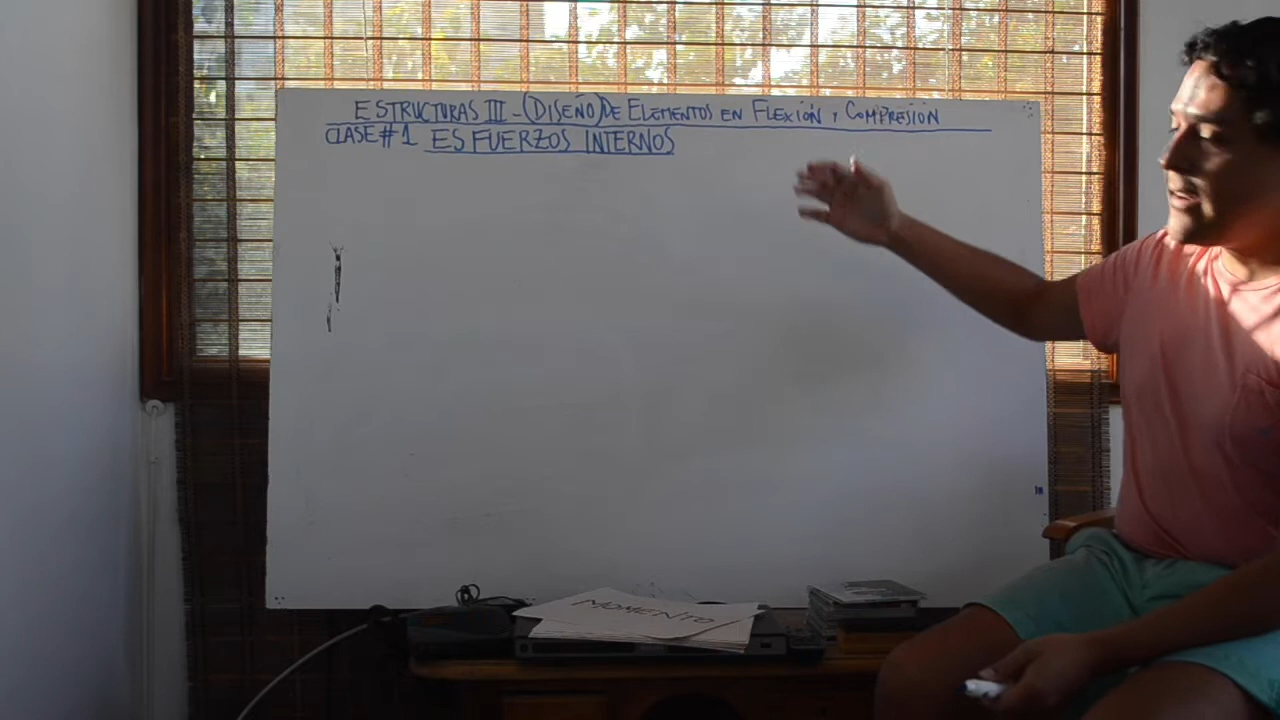 ESTRUCTURAS III - (DISEÑO) DE ELEMENTOS EN FLEXIÓN Y COMPRESIÓN
CLASE #1 ESFUERZOS INTERNOS
MOMENTO